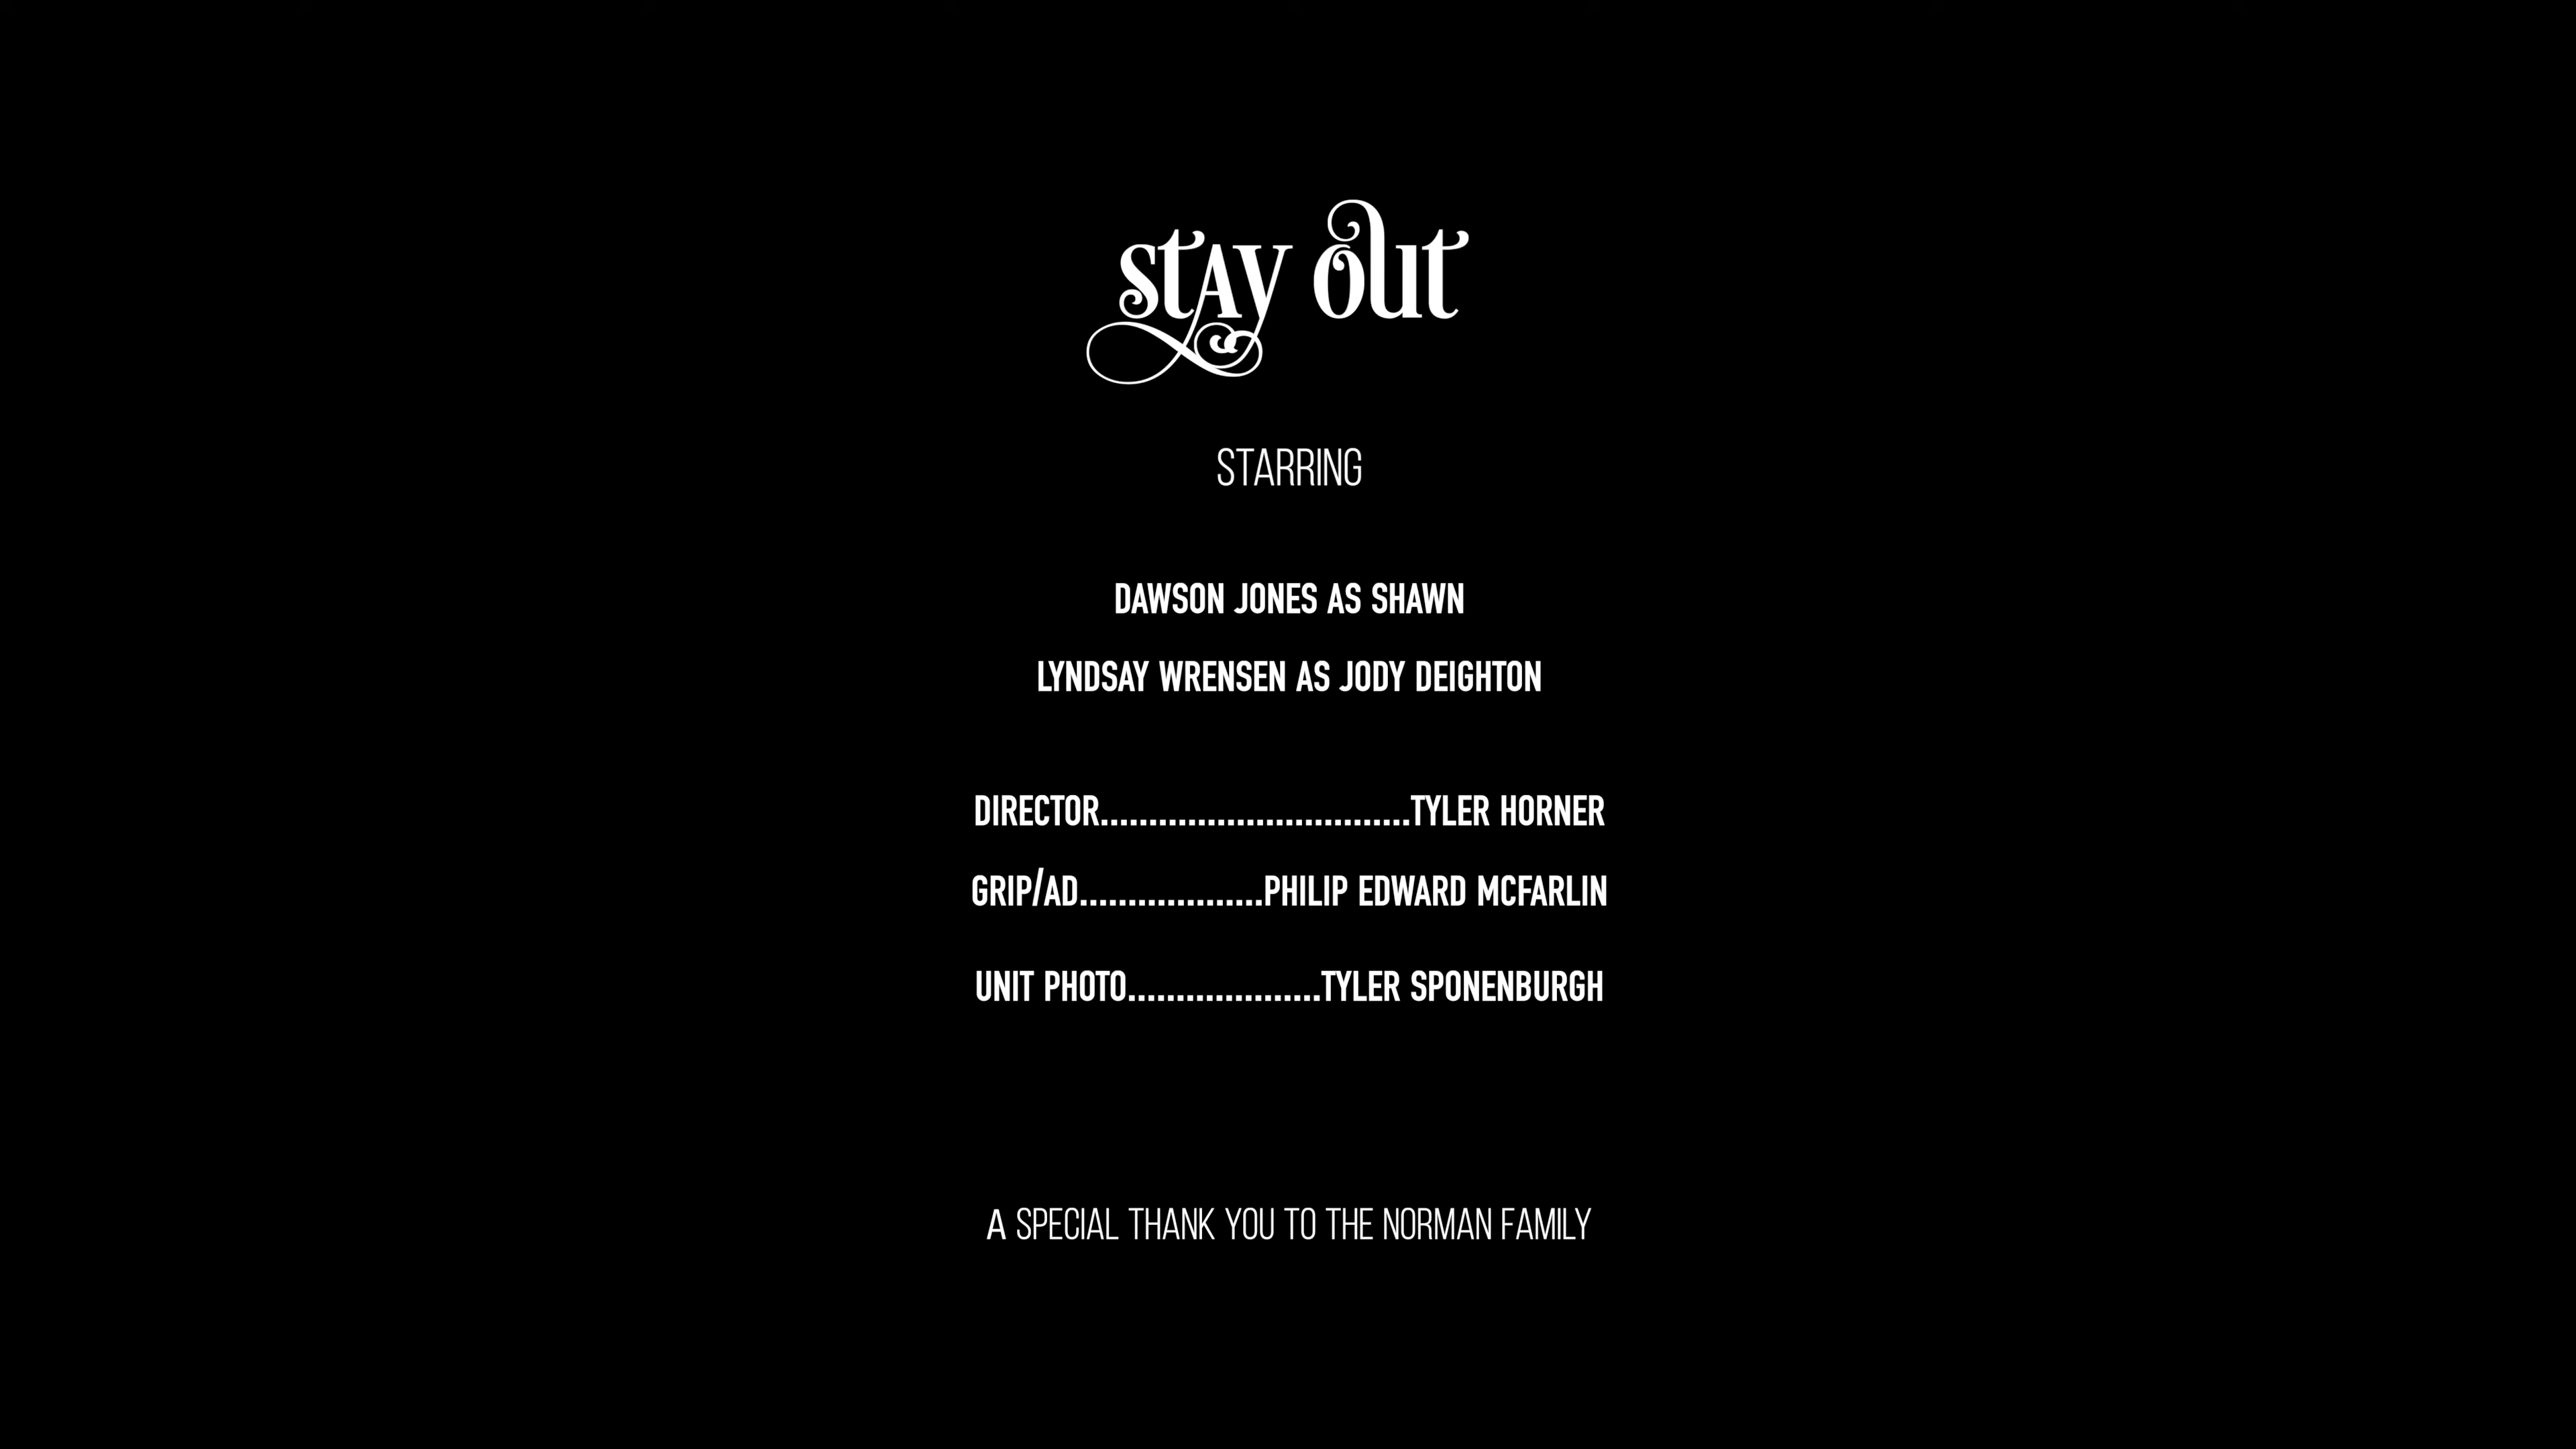 stAy out
STARRING
DAWSON JONES AS SHAWN
LYNDSAY WRENSEN AS JODY DEIGHTON
DIRECTOR................................TYLER HORNER
GRIP/AD...................PHILIP EDWARD MCFARLIN
UNIT PHOTO....................TYLER SPONENBURGH
A SPECIAL THANK YOU TO THE NORMAN FAMILY